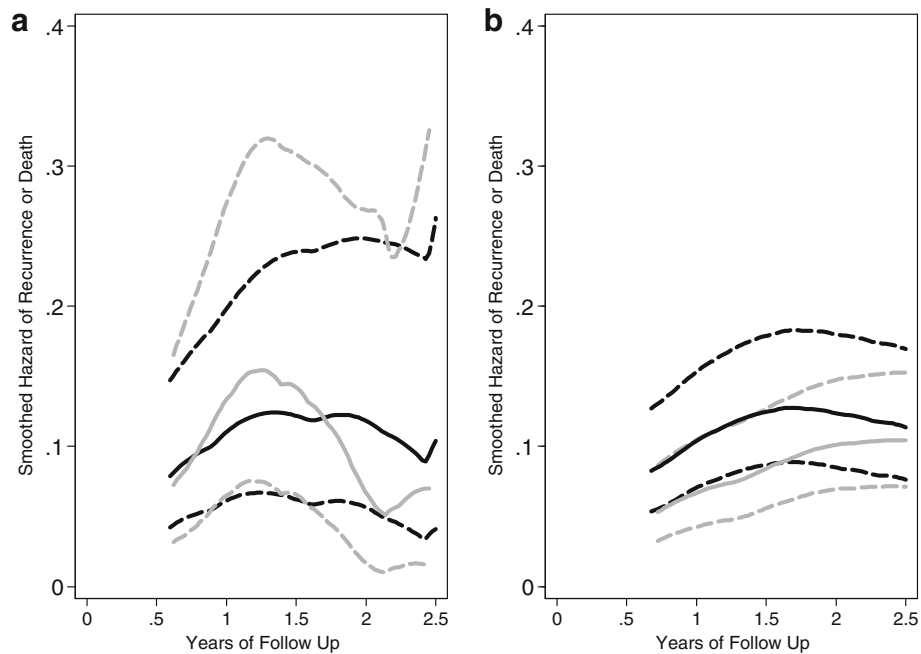 a
Smoothed Hazard of Recurrence or Death
.4
.3
.2
.1
0
0 .5 1 1.5 2 2.5
Years of Follow Up
b
Smoothed Hazard of Recurrence or Death
.4
.3
.2
.1
0
0 .5 1 1.5 2 2.5
Years of Follow Up